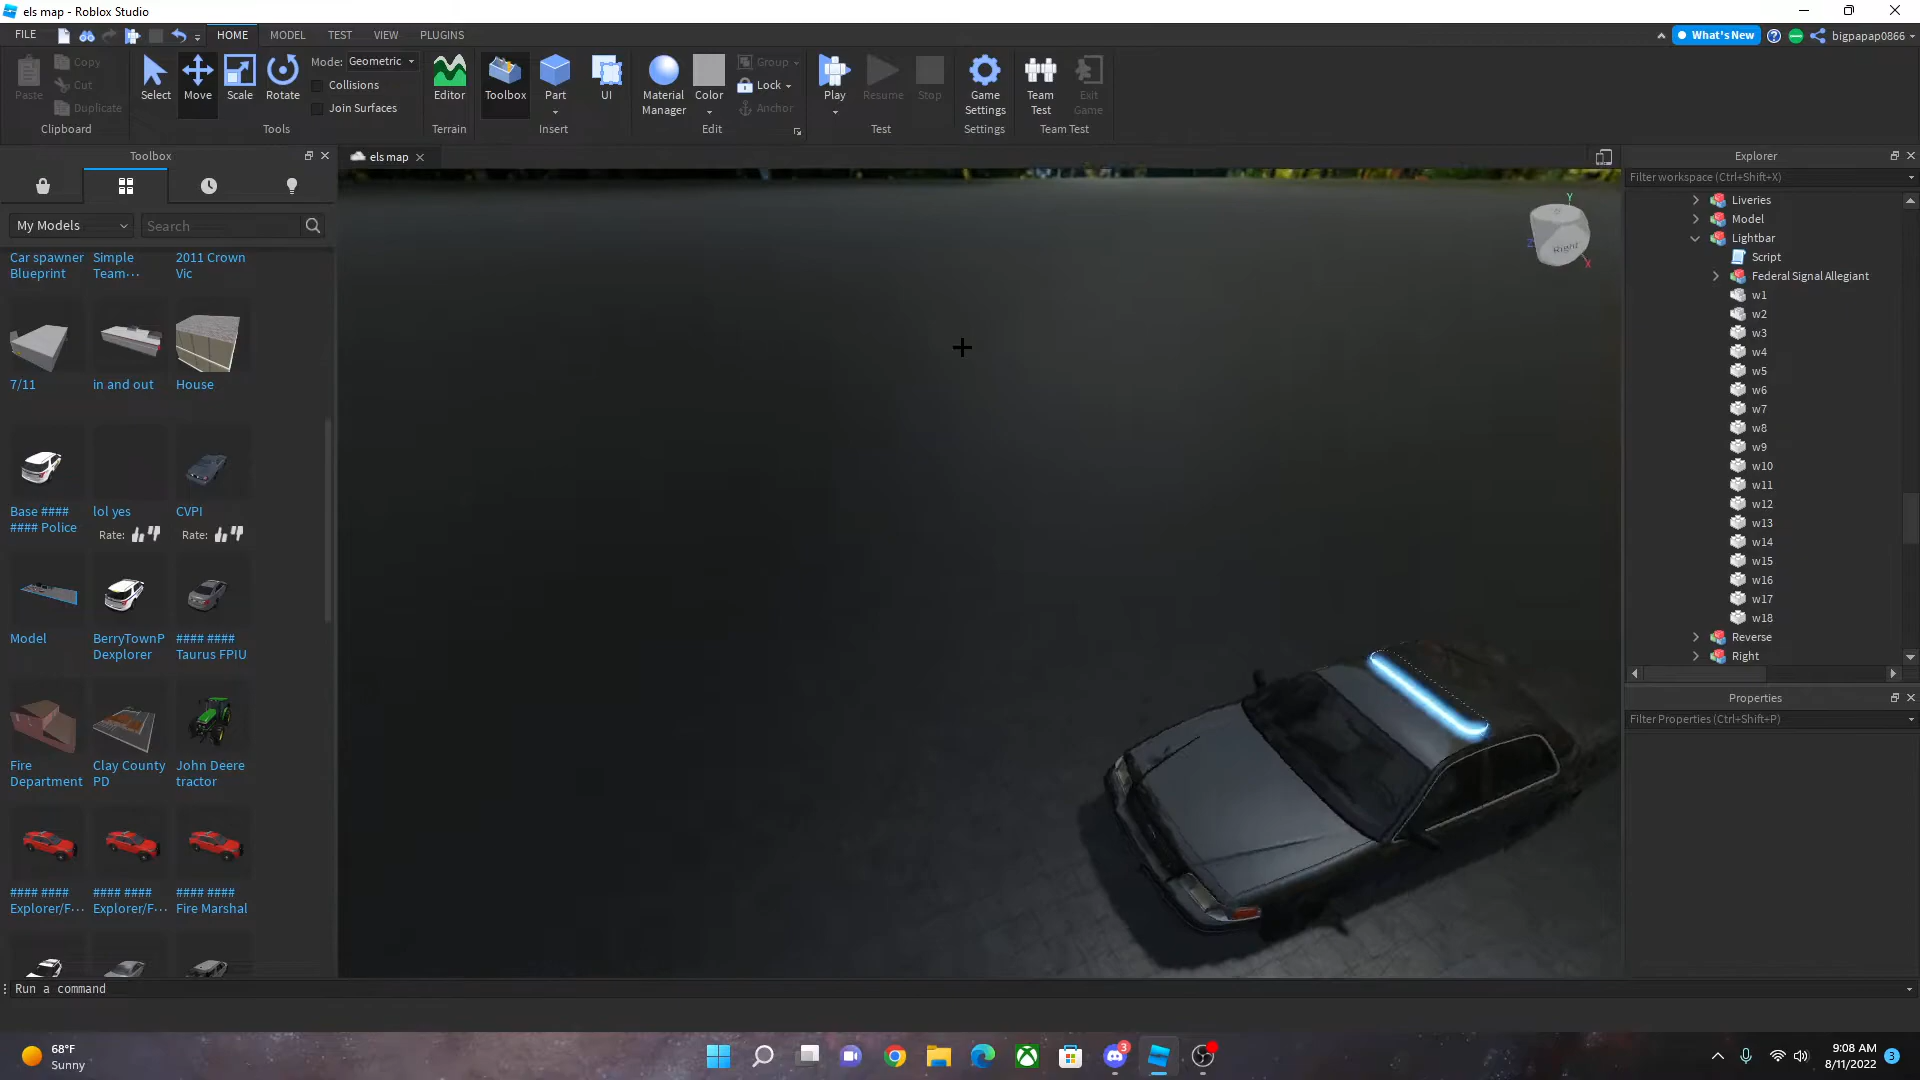 els map - Roblox Studio
FILE
HOME
MODEL
TEST
VIEW
PLUGINS
What's New
bigpapap0866
Paste
Copy
Cut
Duplicate
Clipboard
Select
Move
Scale
Rotate
Mode: Geometric
Collisions
Join Surfaces
Tools
Editor
Terrain
Toolbox
Part
UI
Insert
Material Manager
Color
Group
Lock
Anchor
Edit
Play
Resume
Stop
Test
Game Settings
Settings
Team Test
Exit Game
Team Test
Toolbox
els map
Explorer
My Models
Search
Filter workspace (Ctrl+Shift+X)
Car spawner Blueprint
Simple Team...
2011 Crown Vic
7/11
in and out
House
Base #### #### Police
lol yes
CVPI
Rate:
Rate:
Model
BerryTownP Dexplorer
#### #### Taurus FPIU
Fire Department
Clay County PD
John Deere tractor
#### #### Explorer/F...
#### #### Explorer/F...
#### #### Fire Marshal
Right
Y
Z
X
Liveries
Model
Lightbar
Script
Federal Signal Allegiant
w1
w2
w3
w4
w5
w6
w7
w8
w9
w10
w11
w12
w13
w14
w15
w16
w17
w18
Reverse
Right
Properties
Filter Properties (Ctrl+Shift+P)
Run a command
68°F
Sunny
3
9:08 AM
8/11/2022
3